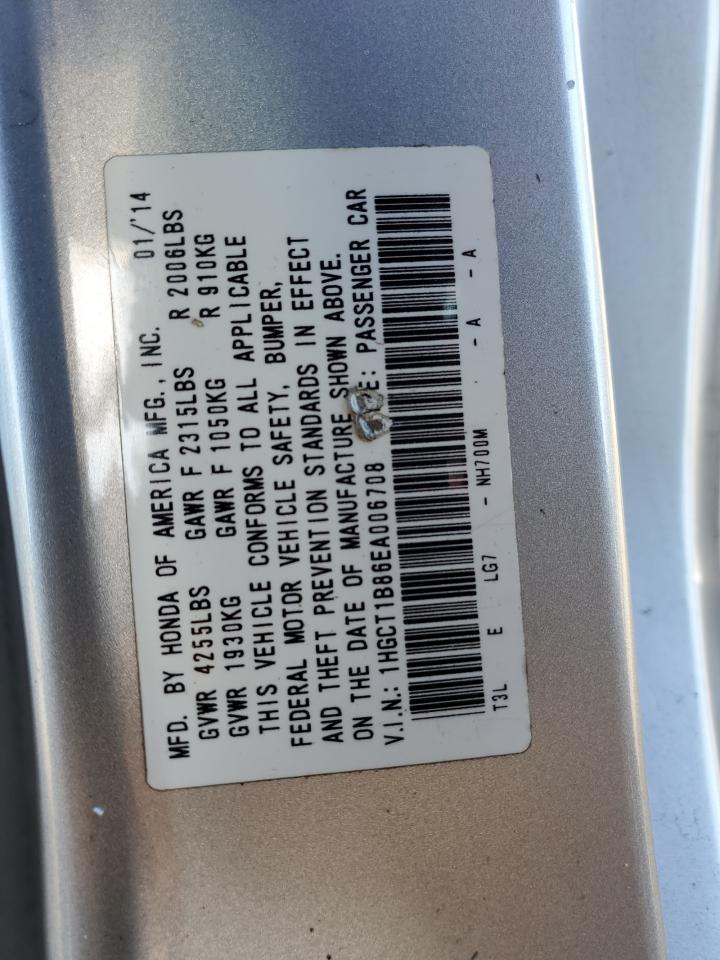 MFD. BY HONDA OF AMERICA MFG., INC. 01/'14
GVWR 4255LBS GAWR F 2315LBS R 2006LBS
GVWR 1930KG GAWR F 1050KG R 910KG
THIS VEHICLE CONFORMS TO ALL APPLICABLE
FEDERAL MOTOR VEHICLE SAFETY, BUMPER,
AND THEFT PREVENTION STANDARDS IN EFFECT
ON THE DATE OF MANUFACTURE SHOWN ABOVE.
V.I.N.: 1HGCT1B86EA006708 E: PASSENGER CAR
T3L E LG7 - NH700M - A - A